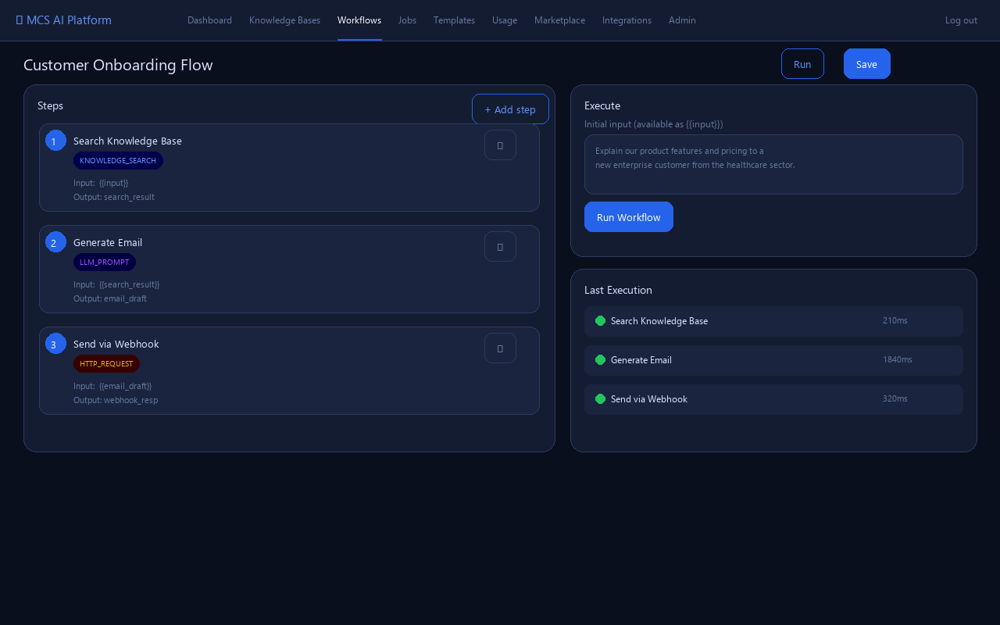 MCS AI Platform
Dashboard Knowledge Bases Workflows Jobs Templates Usage Marketplace Integrations Admin Log out
Customer Onboarding Flow
Run Save
Steps
+ Add step
1 Search Knowledge Base
KNOWLEDGE_SEARCH
Input: {{input}}
Output: search_result
2 Generate Email
LLM_PROMPT
Input: {{search_result}}
Output: email_draft
3 Send via Webhook
HTTP_REQUEST
Input: {{email_draft}}
Output: webhook_resp
Execute
Initial input (available as {{input}})
Explain our product features and pricing to a
new enterprise customer from the healthcare sector.
Run Workflow
Last Execution
Search Knowledge Base 210ms
Generate Email 1840ms
Send via Webhook 320ms